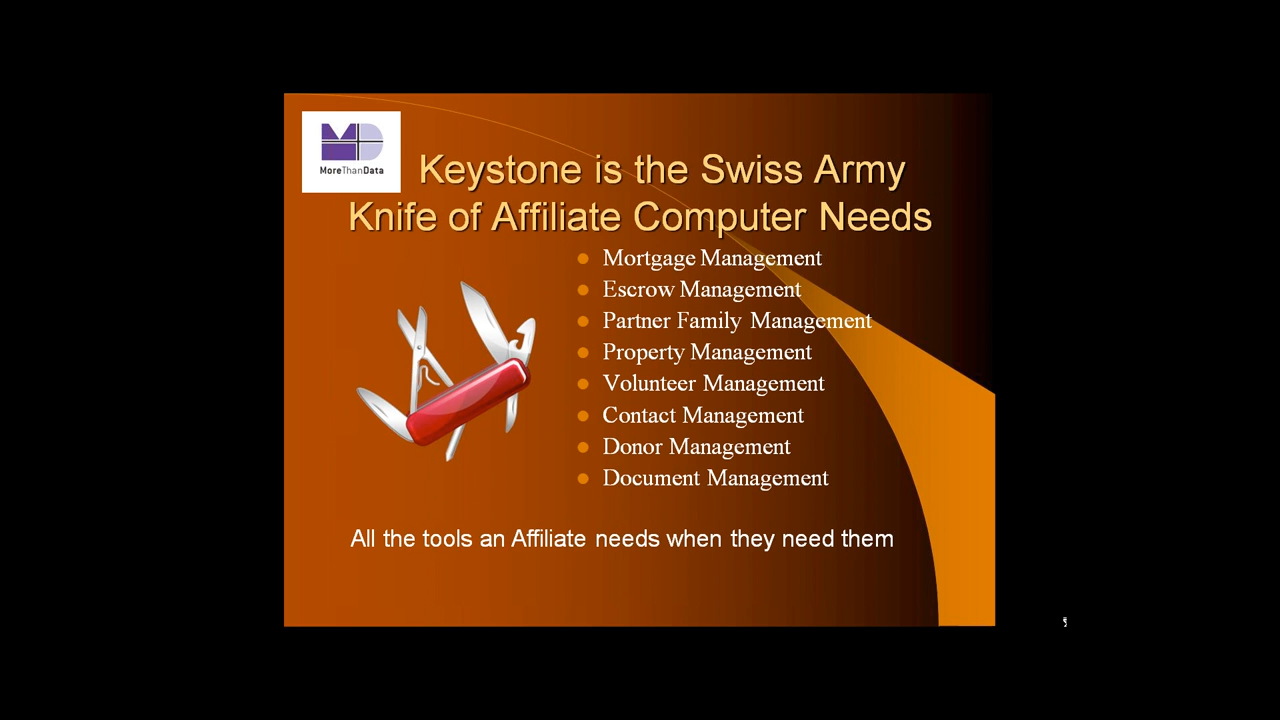 MD
MoreThanData
Keystone is the Swiss Army
Knife of Affiliate Computer Needs
Mortgage Management
Escrow Management
Partner Family Management
Property Management
Volunteer Management
Contact Management
Donor Management
Document Management
All the tools an Affiliate needs when they need them